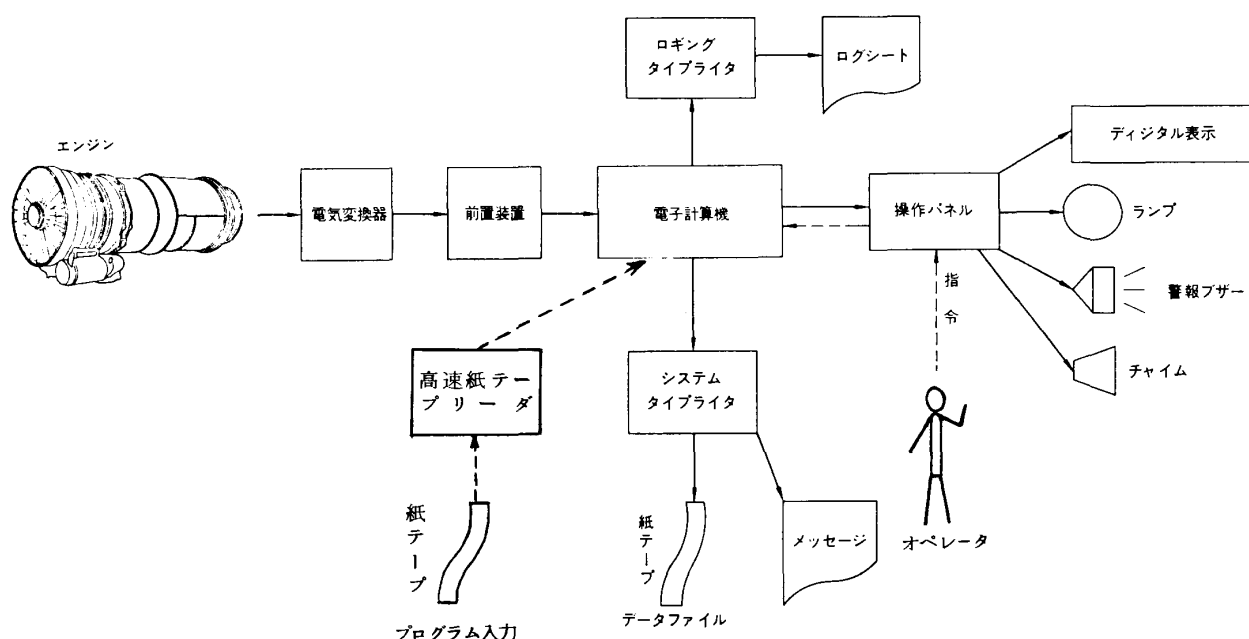 ロギング
タイプライタ
ログシート
エンジン
ディジタル表示
電気変換器
前置装置
電子計算機
操作パネル
ランプ
指令
警報ブザー
高速紙テー
プリーダ
システム
タイプライタ
チャイム
紙テープ
紙テープ
メッセージ
オペレータ
プログラム入力
データファイル